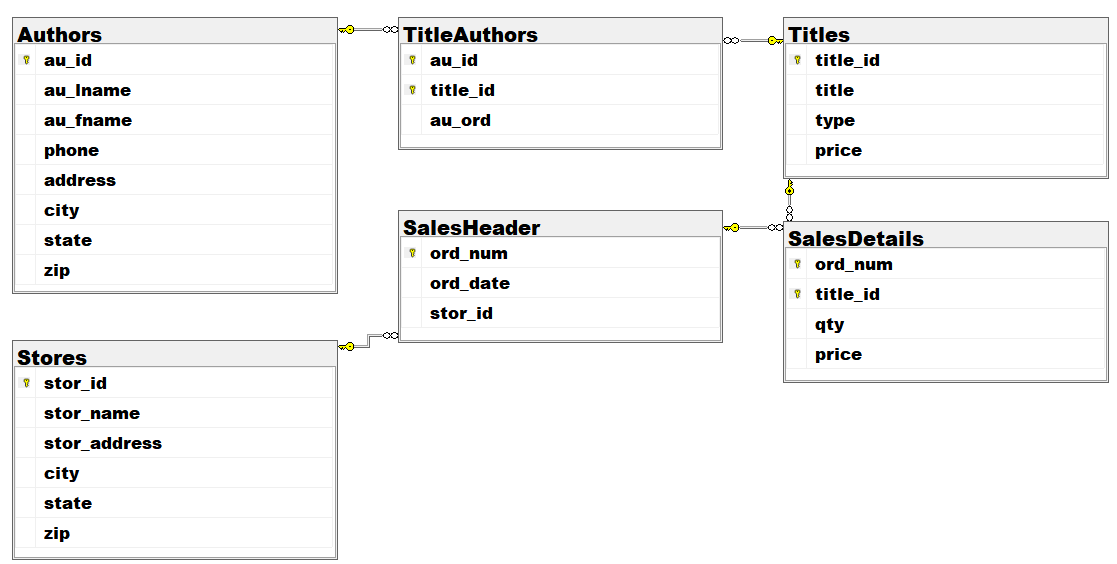 Authors
au_id
au_lname
au_fname
phone
address
city
state
zip
TitleAuthors
au_id
title_id
au_ord
Titles
title_id
title
type
price
SalesHeader
ord_num
ord_date
stor_id
SalesDetails
ord_num
title_id
qty
price
Stores
stor_id
stor_name
stor_address
city
state
zip